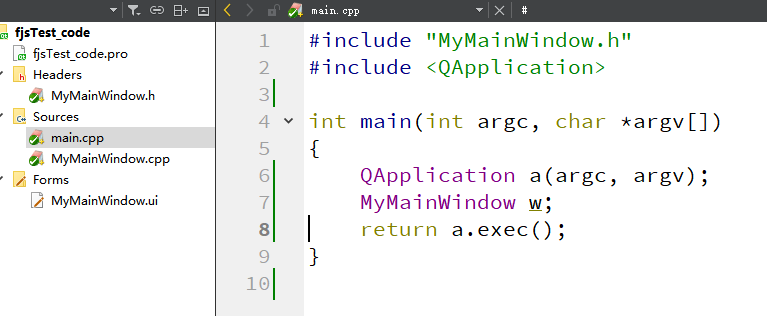 main.cpp
#
fjsTest_code
fjsTest_code.pro
Headers
MyMainWindow.h
Sources
main.cpp
MyMainWindow.cpp
Forms
MyMainWindow.ui
1 #include "MyMainWindow.h"
2 #include <QApplication>
3
4 int main(int argc, char *argv[])
5 {
6 QApplication a(argc, argv);
7 MyMainWindow w;
8 return a.exec();
9 }
10